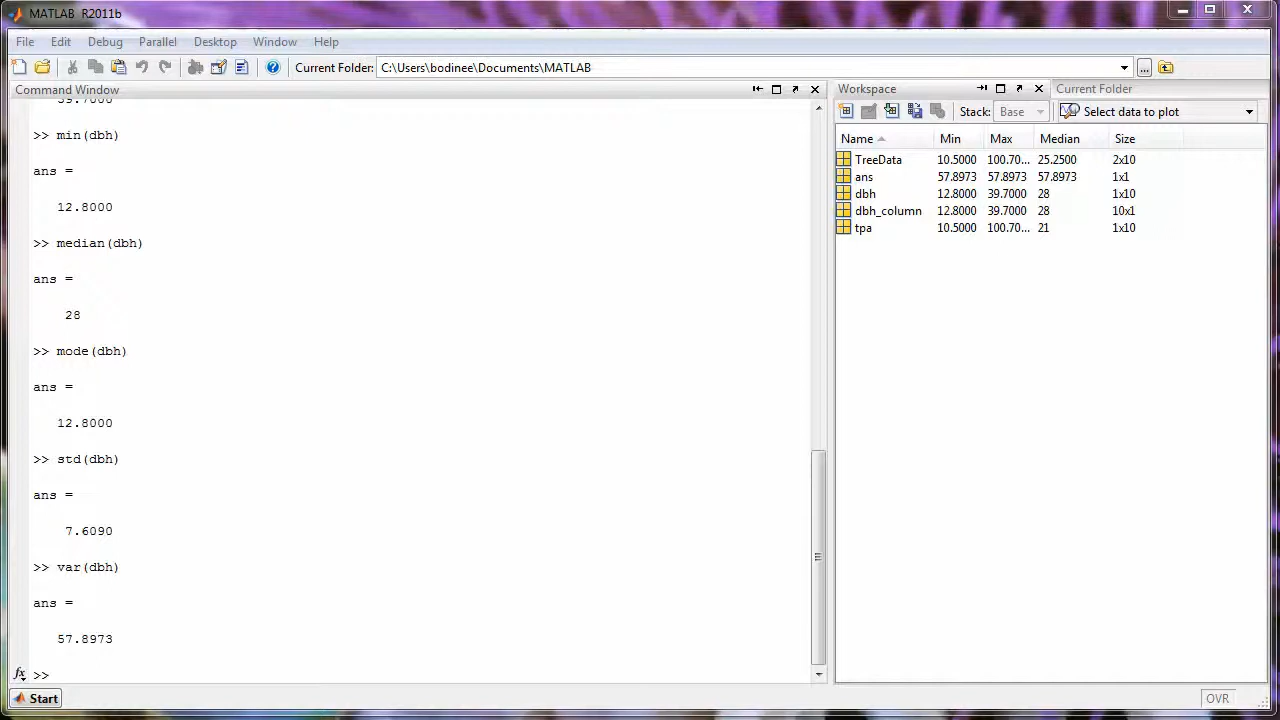 MATLAB R2011b
File Edit Debug Parallel Desktop Window Help
Current Folder: C:\Users\bodinee\Documents\MATLAB ...
Command Window
39.7000
>> min(dbh)
ans =
12.8000
>> median(dbh)
ans =
28
>> mode(dbh)
ans =
12.8000
>> std(dbh)
ans =
7.6090
>> var(dbh)
ans =
57.8973
fx >>
Start
Workspace Current Folder
Stack: Base Select data to plot
Name Min Max Median Size
TreeData 10.5000 100.70... 25.2500 2x10
ans 57.8973 57.8973 57.8973 1x1
dbh 12.8000 39.7000 28 1x10
dbh_column 12.8000 39.7000 28 10x1
tpa 10.5000 100.70... 21 1x10
OVR